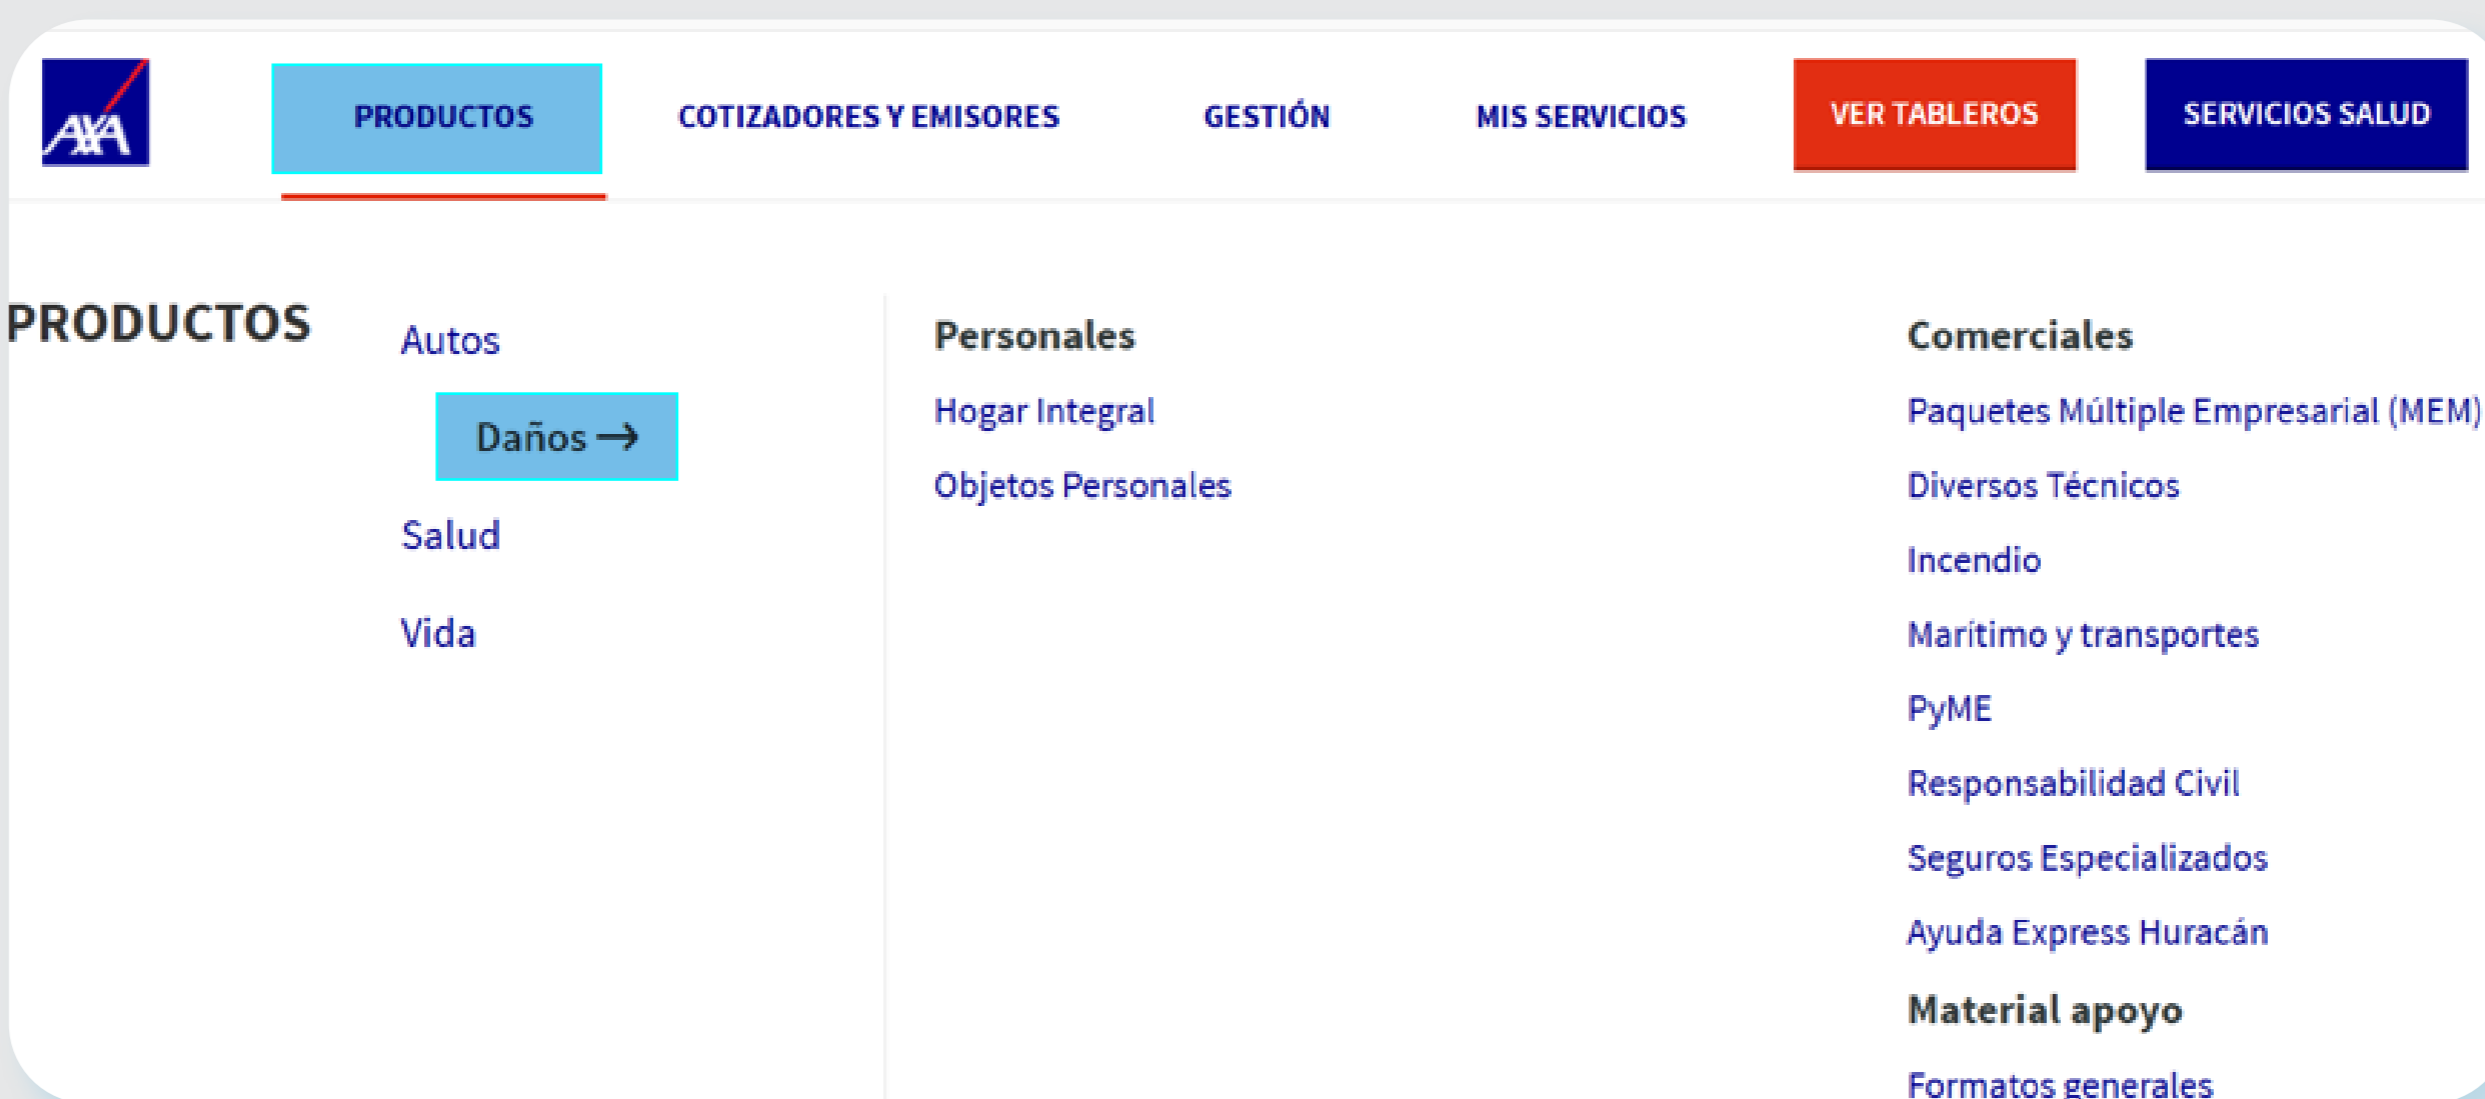 AXA
PRODUCTOS
COTIZADORES Y EMISORES
GESTIÓN
MIS SERVICIOS
VER TABLEROS
SERVICIOS SALUD
PRODUCTOS
Autos
Daños →
Salud
Vida
Personales
Hogar Integral
Objetos Personales
Comerciales
Paquetes Múltiple Empresarial (MEM)
Diversos Técnicos
Incendio
Marítimo y transportes
PyME
Responsabilidad Civil
Seguros Especializados
Ayuda Express Huracán
Material apoyo
Formatos generales